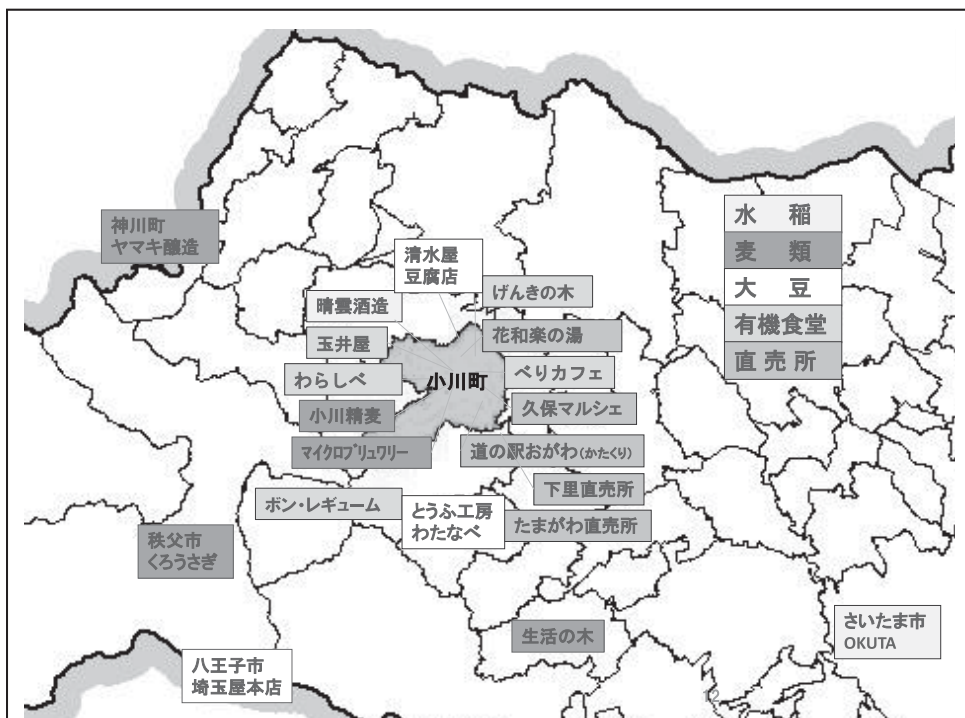 神川町
ヤマキ醸造
清水屋
豆腐店
げんきの木
晴雲酒造
花和楽の湯
玉井屋
わらしべ
小川町
べりカフェ
小川精麦
久保マルシェ
マイクロブリュワリー
道の駅おがわ(かたくり)
下里直売所
ボン・レギューム
とうふ工房
わたなべ
たまがわ直売所
秩父市
くろうさぎ
生活の木
八王子市
埼玉屋本店
さいたま市
OKUTA
水 稲
麦 類
大 豆
有機食堂
直売所